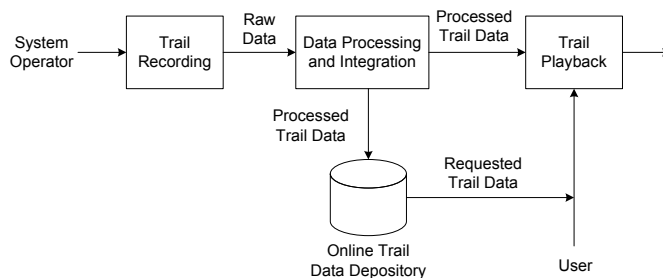 System
Operator
Trail
Recording
Raw
Data
Data Processing
and Integration
Processed
Trail Data
Trail
Playback
Processed
Trail Data
Requested
Trail Data
Online Trail
Data Depository
User